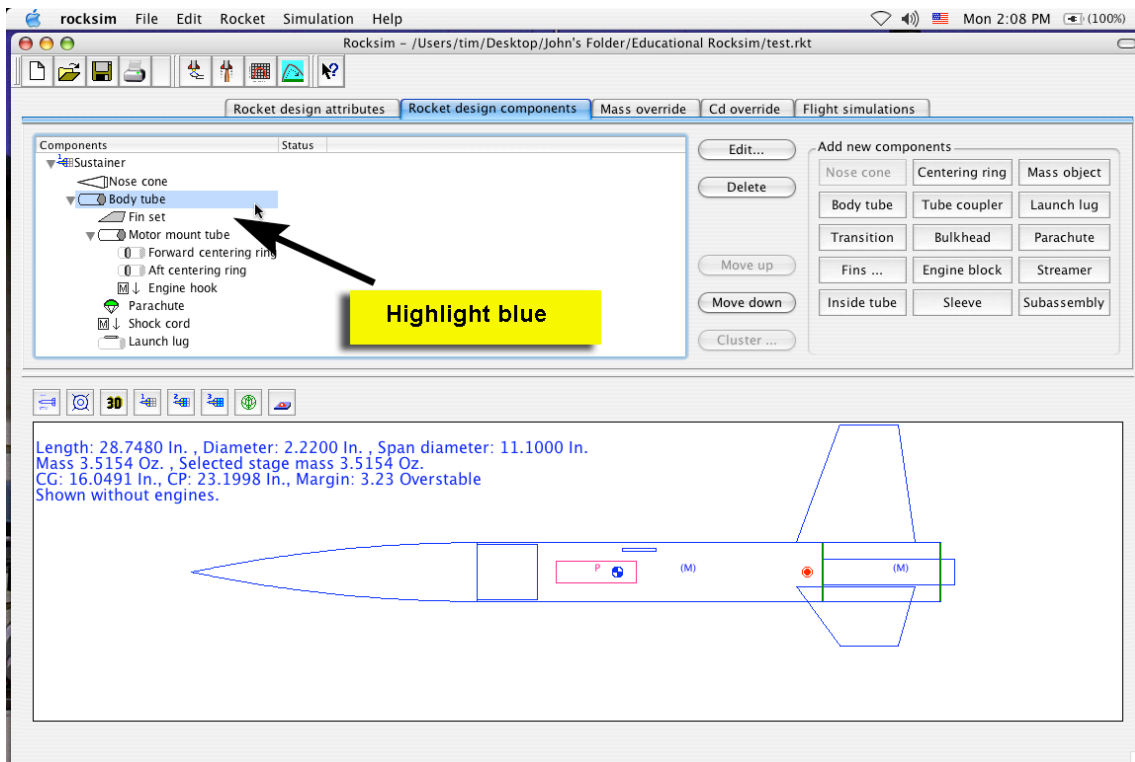 rocksim File Edit Rocket Simulation Help Mon 2:08 PM (100%)
Rocksim – /Users/tim/Desktop/John's Folder/Educational Rocksim/test.rkt
Rocket design attributes Rocket design components Mass override Cd override Flight simulations
Components Status
Sustainer
Nose cone
Body tube
Fin set
Motor mount tube
Forward centering ring
Aft centering ring
M Engine hook
Parachute
M Shock cord
Launch lug
Highlight blue
Edit...
Delete
Move up
Move down
Cluster ...
Add new components
Nose cone Centering ring Mass object
Body tube Tube coupler Launch lug
Transition Bulkhead Parachute
Fins ... Engine block Streamer
Inside tube Sleeve Subassembly
3D 1 2 3
Length: 28.7480 In. , Diameter: 2.2200 In. , Span diameter: 11.1000 In.
Mass 3.5154 Oz. , Selected stage mass 3.5154 Oz.
CG: 16.0491 In., CP: 23.1998 In., Margin: 3.23 Overstable
Shown without engines.
P (M) (M)